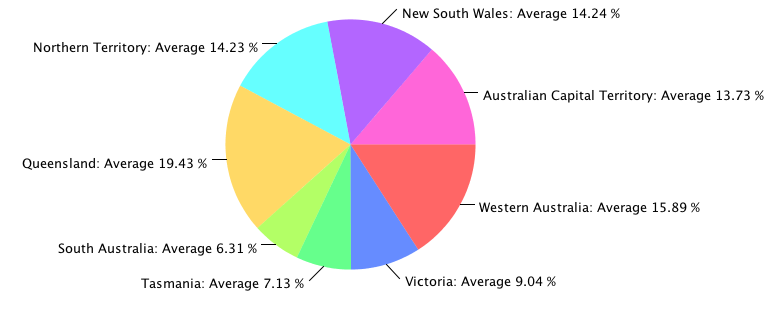 New South Wales: Average 14.24 %
Northern Territory: Average 14.23 %
Australian Capital Territory: Average 13.73 %
Queensland: Average 19.43 %
Western Australia: Average 15.89 %
South Australia: Average 6.31 %
Tasmania: Average 7.13 %
Victoria: Average 9.04 %